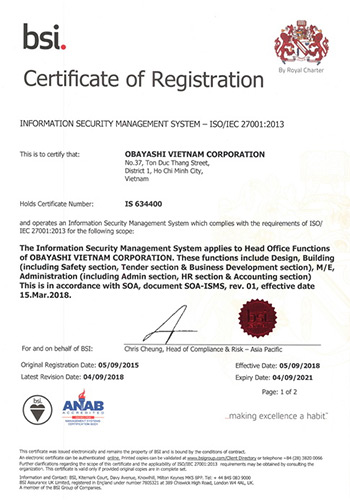 bsi.
By Royal Charter
Certificate of Registration
INFORMATION SECURITY MANAGEMENT SYSTEM – ISO/IEC 27001:2013
This is to certify that: OBAYASHI VIETNAM CORPORATION
No.37, Ton Duc Thang Street,
District 1, Ho Chi Minh City,
Vietnam
Holds Certificate Number: IS 634400
and operates an Information Security Management System which complies with the requirements of ISO/
IEC 27001:2013 for the following scope:
The Information Security Management System applies to Head Office Functions
of OBAYASHI VIETNAM CORPORATION. These functions include Design, Building
(including Safety section, Tender section & Business Development section), M/E,
Administration (including Admin section, HR section & Accounting section)
This is in accordance with SOA, document SOA-ISMS, rev. 01, effective date
15.Mar.2018.
For and on behalf of BSI: Chris Cheung, Head of Compliance & Risk – Asia Pacific
Original Registration Date: 05/09/2015 Effective Date: 05/09/2018
Latest Revision Date: 04/09/2018 Expiry Date: 04/09/2021
Page: 1 of 2
bsi.
ANAB
ACCREDITED
...making excellence a habit.
This certificate was issued electronically and remains the property of BSI and is bound by the conditions of contract.
An electronic certificate can be authenticated online. Printed copies can be validated at www.bsigroup.com/ClientDirectory
Further clarifications regarding the scope of this certificate and the applicability of ISO/IEC 27001:2013 requirements may be obtained by consulting the
organization. This certificate is valid only if provided original copies are in complete set.
Information and Contact: BSI, Kitemark Court, Davy Avenue, Knowlhill, Milton Keynes MK5 8PP. Tel: + 44 845 080 9000
BSI Assurance UK Limited, registered in England under number 7805321 at 389 Chiswick High Road, London W4 4AL, UK.
A member of the BSI Group of Companies.